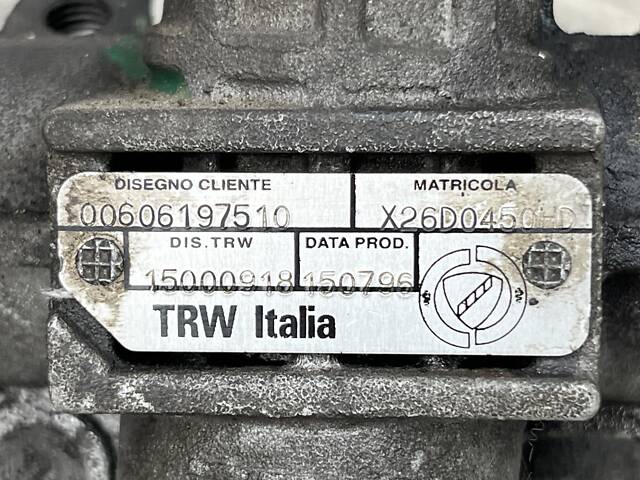 DISEGNO CLIENTE MATRICOLA
00606197510 X26D0450HD
DIS.TRW DATA PROD.
15000918 150796
TRW Italia